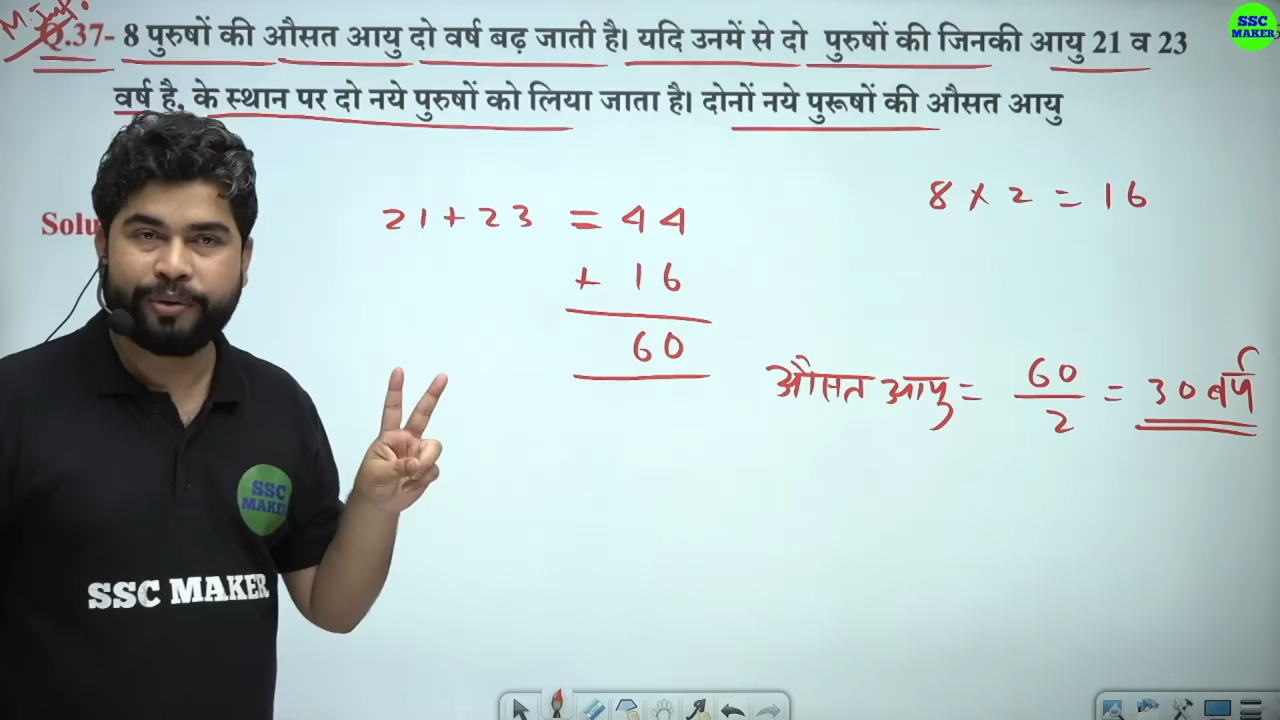 M. Imf.
Q.37- 8 पुरुषों की औसत आयु दो वर्ष बढ़ जाती है। यदि उनमें से दो पुरुषों की जिनकी आयु 21 व 23
वर्ष है, के स्थान पर दो नये पुरुषों को लिया जाता है। दोनों नये पुरूषों की औसत आयु
SSC
MAKER
Solu
21 + 23 = 44
+ 16
60
8 x 2 = 16
औसत आयु = 60/2 = 30 वर्ष
SSC
MAKER
SSC MAKER